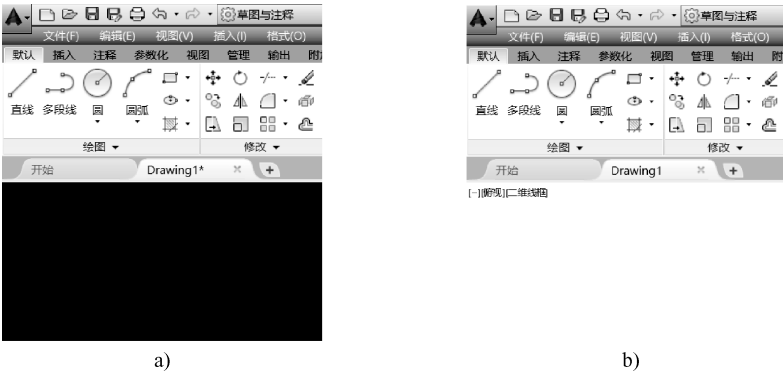 草图与注释
文件(F) 编辑(E) 视图(V) 插入(I) 格式(O)
默认 插入 注释 参数化 视图 管理 输出 附
直线 多段线 圆 圆弧
绘图 修改
开始 Drawing1*
a)
草图与注释
文件(F) 编辑(E) 视图(V) 插入(I) 格式(O)
默认 插入 注释 参数化 视图 管理 输出 附
直线 多段线 圆 圆弧
绘图 修改
开始 Drawing1
[-][俯视][二维线框]
b)